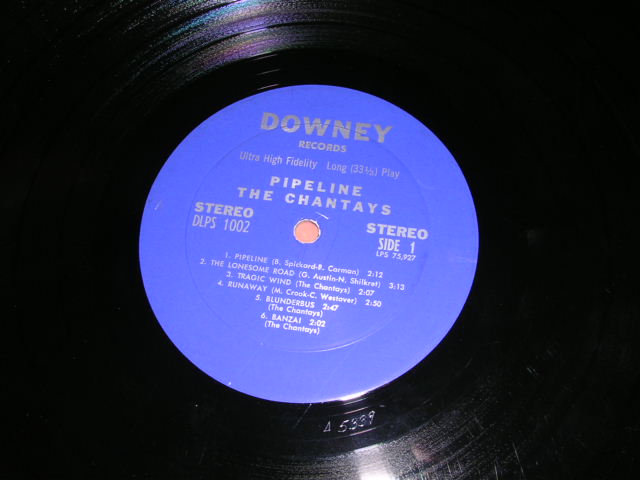 DOWNEY
RECORDS
Ultra High Fidelity Long (33⅓) Play
PIPELINE
THE CHANTAYS
STEREO
DLPS 1002
STEREO
SIDE 1
LPS 75,927
1. PIPELINE (B. Spickard-B. Carman) 2:12
2. THE LONESOME ROAD (G. Austin-N. Shilkret) 3:13
3. TRAGIC WIND (The Chantays) 2:07
4. RUNAWAY (M. Crook-C. Westover) 2:50
5. BLUNDERBUS 2:47
(The Chantays)
6. BANZAI 2:02
(The Chantays)
Δ 5339